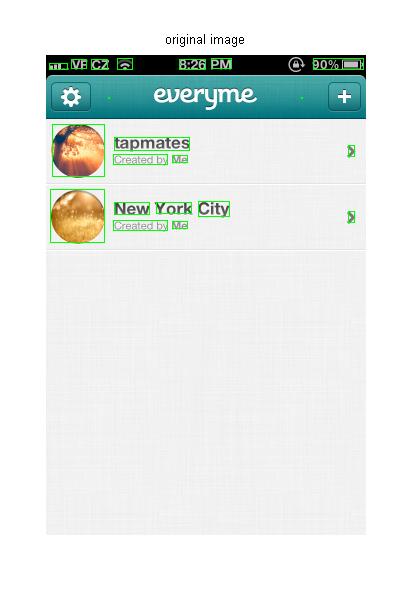 original image
VF CZ 8:26 PM 90%
everyme
+
tapmates
Created by Me
New York City
Created by Me